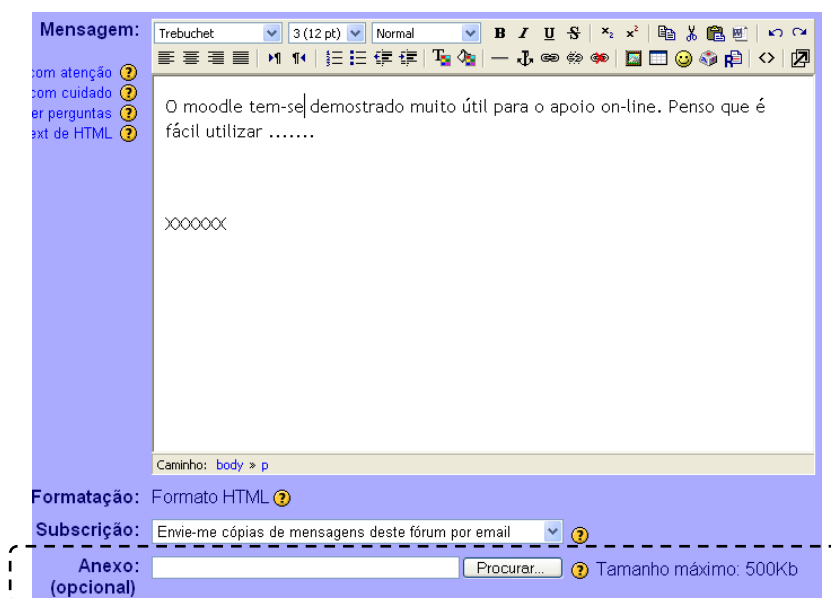 Mensagem:
Trebuchet 3 (12 pt) Normal B I U S x₂ x²
com atenção
com cuidado
er perguntas
ext de HTML
O moodle tem-se demostrado muito útil para o apoio on-line. Penso que é
fácil utilizar .......
XXXXXX
Caminho: body » p
Formatação: Formato HTML
Subscrição: Envie-me cópias de mensagens deste fórum por email
Anexo: Procurar... Tamanho máximo: 500Kb
(opcional)